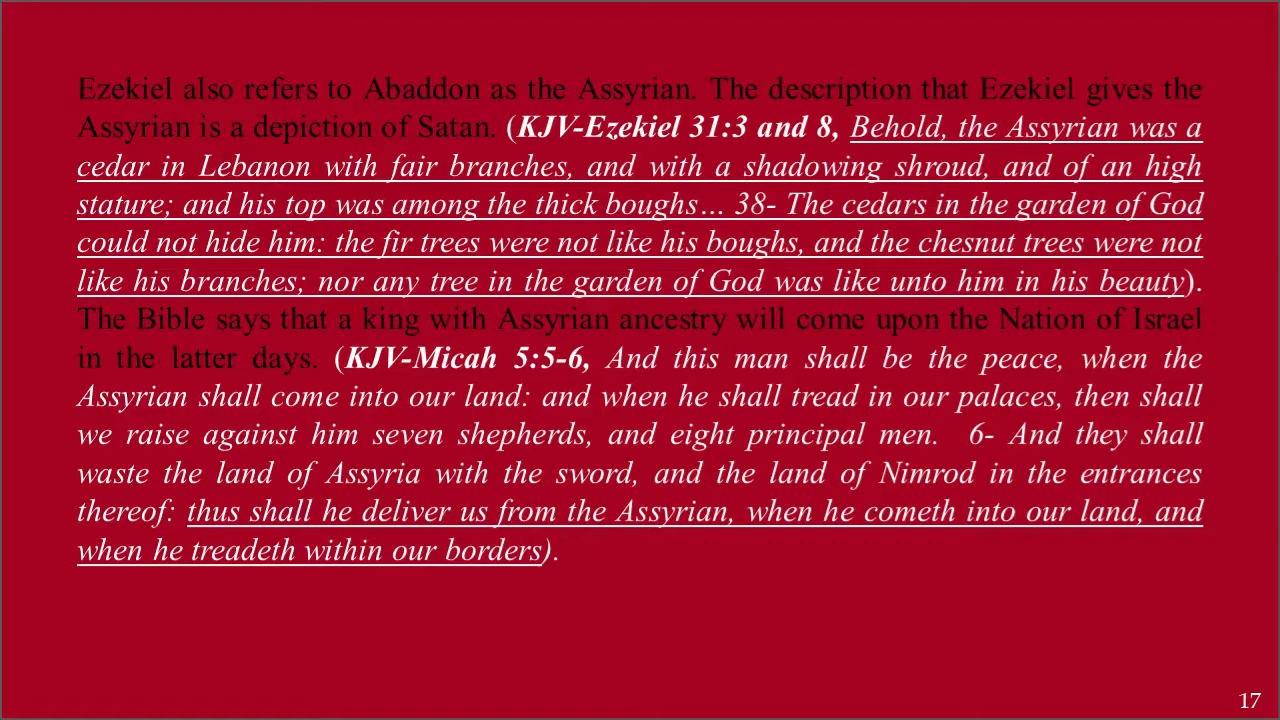 Ezekiel also refers to Abaddon as the Assyrian. The description that Ezekiel gives the
Assyrian is a depiction of Satan. (KJV-Ezekiel 31:3 and 8, Behold, the Assyrian was a
cedar in Lebanon with fair branches, and with a shadowing shroud, and of an high
stature; and his top was among the thick boughs… 38- The cedars in the garden of God
could not hide him: the fir trees were not like his boughs, and the chesnut trees were not
like his branches; nor any tree in the garden of God was like unto him in his beauty).
The Bible says that a king with Assyrian ancestry will come upon the Nation of Israel
in the latter days. (KJV-Micah 5:5-6, And this man shall be the peace, when the
Assyrian shall come into our land: and when he shall tread in our palaces, then shall
we raise against him seven shepherds, and eight principal men. 6- And they shall
waste the land of Assyria with the sword, and the land of Nimrod in the entrances
thereof: thus shall he deliver us from the Assyrian, when he cometh into our land, and
when he treadeth within our borders).
17